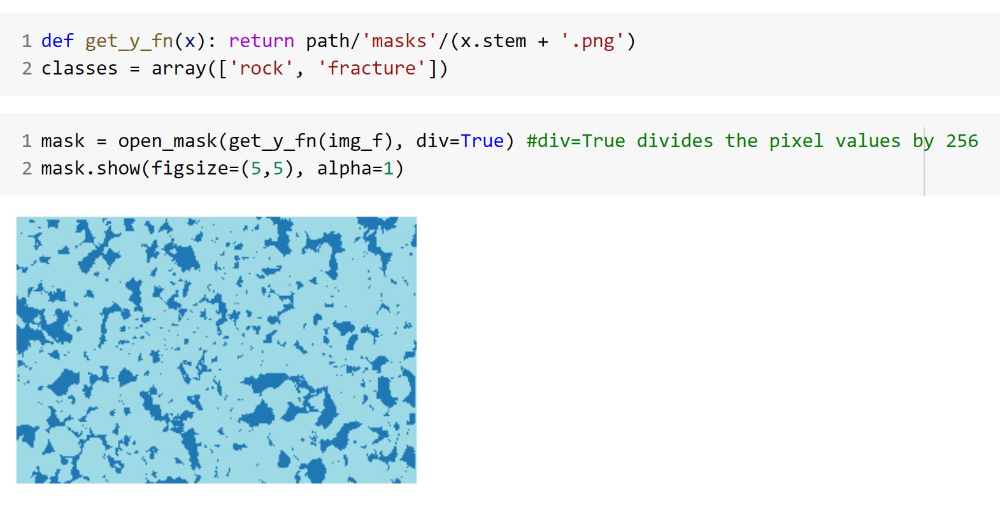 1 def get_y_fn(x): return path/'masks'/(x.stem + '.png')
2 classes = array(['rock', 'fracture'])
1 mask = open_mask(get_y_fn(img_f), div=True) #div=True divides the pixel values by 256
2 mask.show(figsize=(5,5), alpha=1)